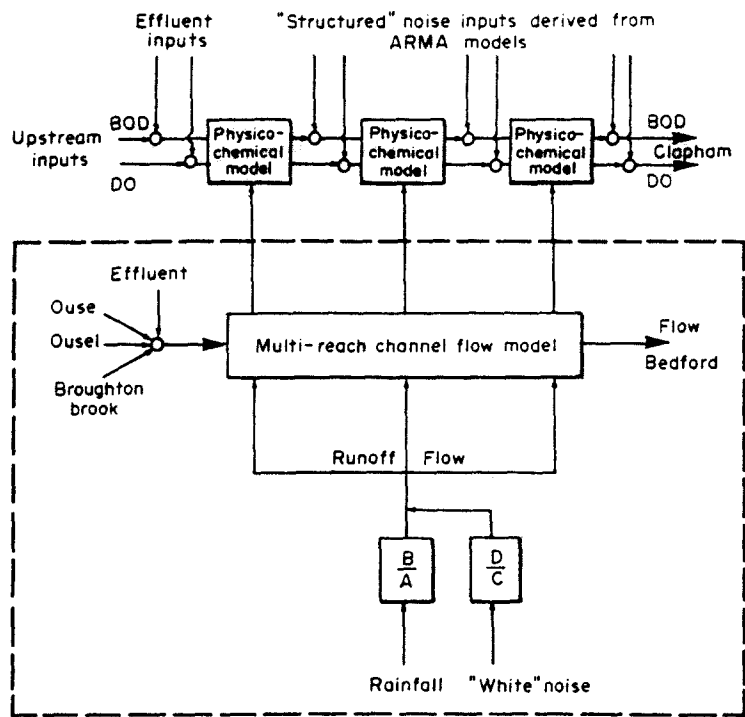 Effluent
inputs
"Structured" noise inputs derived from
ARMA models
BOD
Upstream
inputs
DO
Physico-
chemical
model
Physico-
chemical
model
Physico-
chemical
model
BOD
Clapham
DO
Effluent
Ouse
Ousel
Broughton
brook
Multi-reach channel flow model
Flow
Bedford
Runoff Flow
B
A
D
C
Rainfall
"White" noise